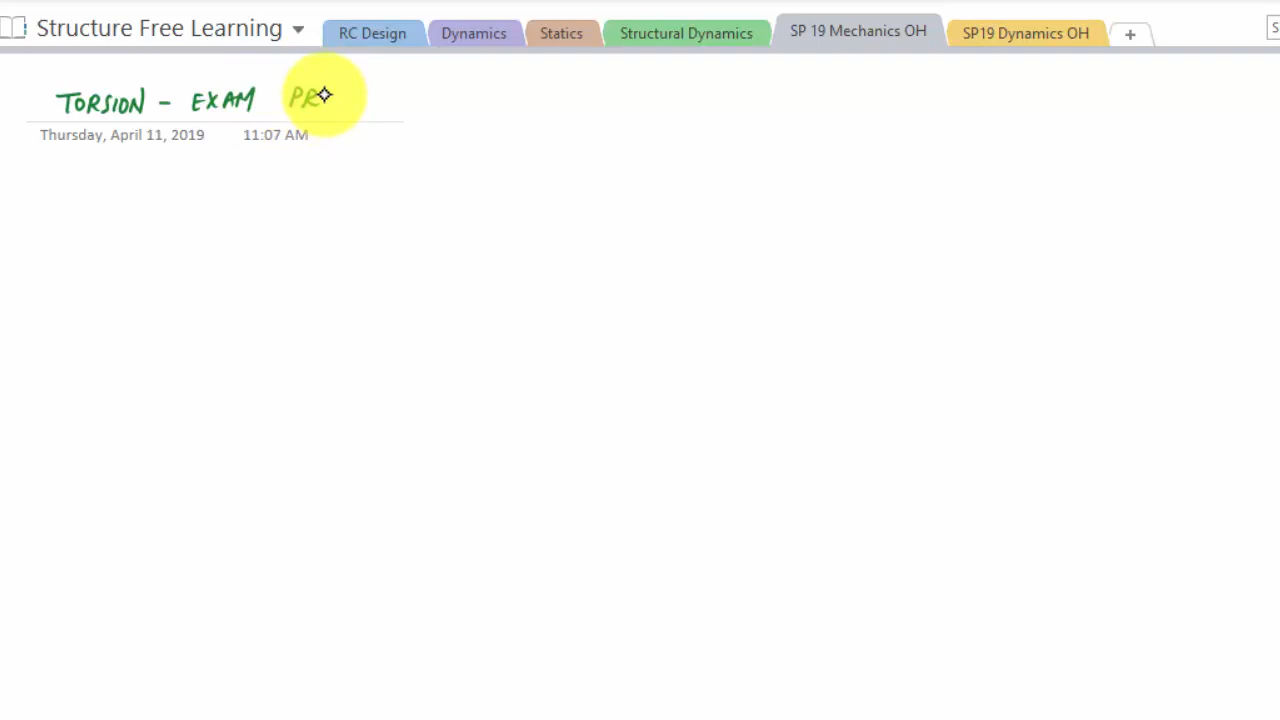 Structure Free Learning
RC Design
Dynamics
Statics
Structural Dynamics
SP 19 Mechanics OH
SP19 Dynamics OH
+
S
TORSION - EXAM PR
Thursday, April 11, 2019 11:07 AM